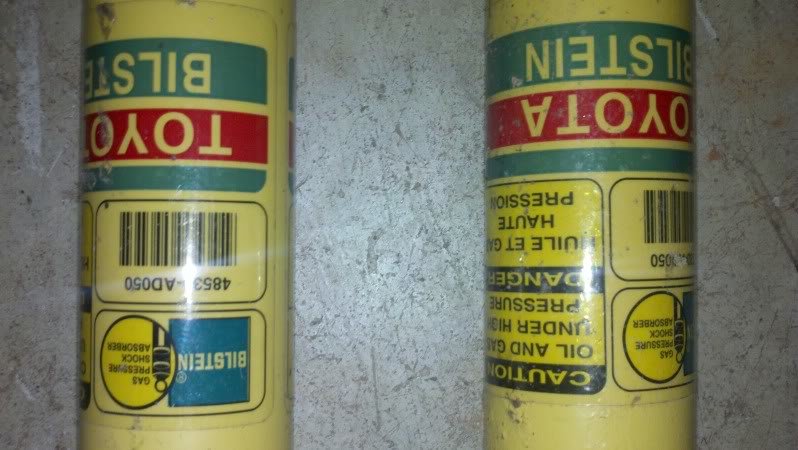 GAS
PRESSURE
SHOCK
ABSORBER
CAUTION
OIL AND GAS
UNDER HIGH
PRESSURE
DANGER
HUILE ET GAZ
HAUTE
PRESSION
TOYOTA
BILSTEIN
BILSTEIN®
GAS
PRESSURE
SHOCK
ABSORBER
TOYO
BILSTEIN